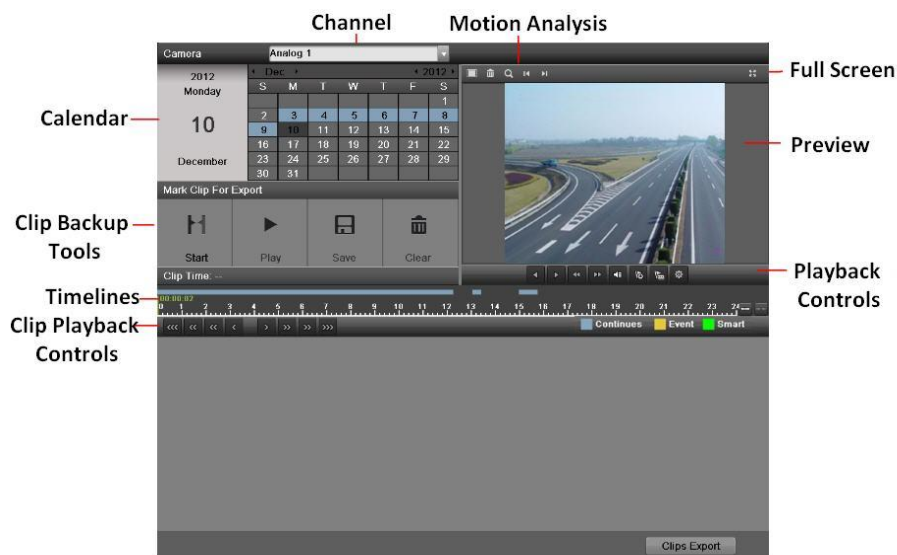 Channel
Motion Analysis
Camera
Analog 1
Full Screen
2012
Monday
10
December
Dec
2012
S M T W T F S
1
2 3 4 5 6 7 8
9 10 11 12 13 14 15
16 17 18 19 20 21 22
23 24 25 26 27 28 29
30 31
Calendar
Preview
Mark Clip For Export
Clip Backup
Tools
Start
Play
Save
Clear
Clip Time: --
Playback
Controls
Timelines
00:00:02
0 1 2 3 4 5 6 7 8 9 10 11 12 13 14 15 16 17 18 19 20 21 22 23 24
Clip Playback
Controls
<<< << << < > >> >> >>>
Continues
Event
Smart
Clips Export